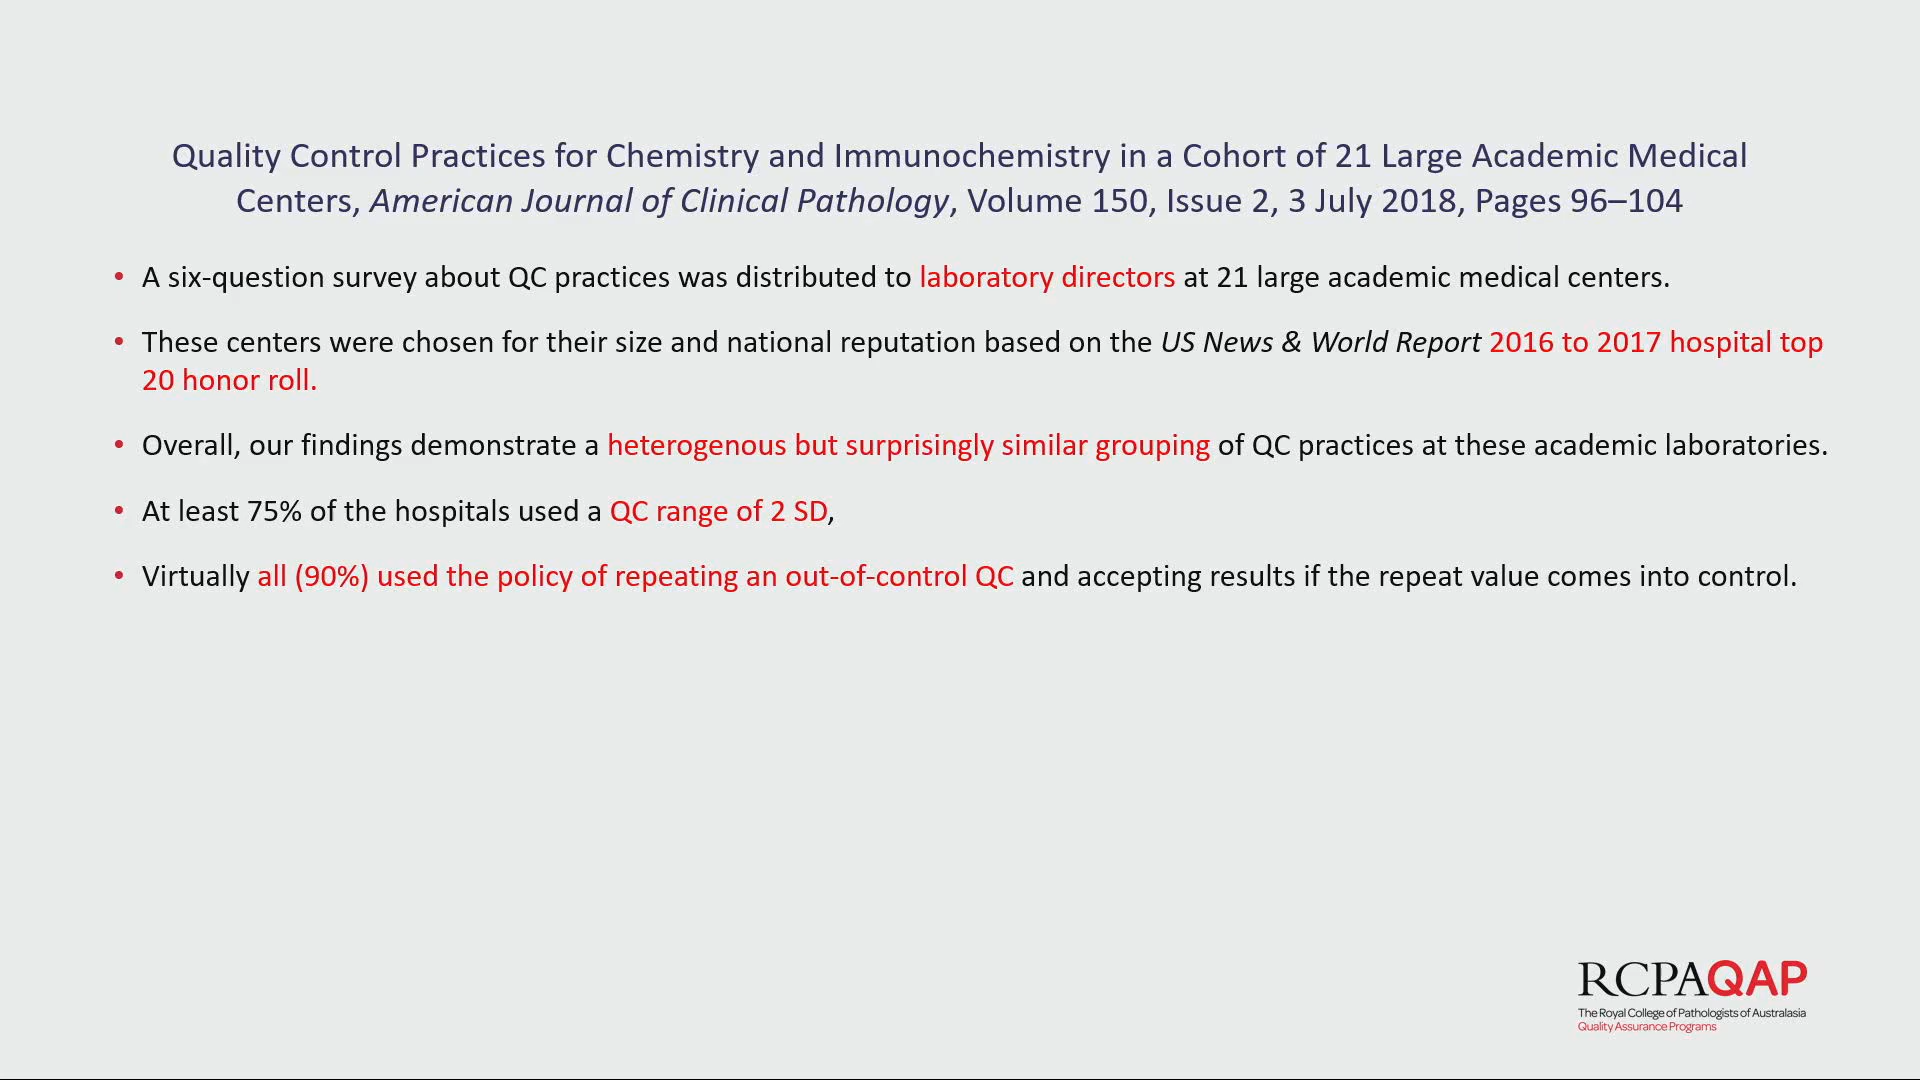 Quality Control Practices for Chemistry and Immunochemistry in a Cohort of 21 Large Academic Medical
Centers, American Journal of Clinical Pathology, Volume 150, Issue 2, 3 July 2018, Pages 96–104
• A six-question survey about QC practices was distributed to laboratory directors at 21 large academic medical centers.
• These centers were chosen for their size and national reputation based on the US News & World Report 2016 to 2017 hospital top
20 honor roll.
• Overall, our findings demonstrate a heterogenous but surprisingly similar grouping of QC practices at these academic laboratories.
• At least 75% of the hospitals used a QC range of 2 SD,
• Virtually all (90%) used the policy of repeating an out-of-control QC and accepting results if the repeat value comes into control.
RCPAQAP
The Royal College of Pathologists of Australasia
Quality Assurance Programs